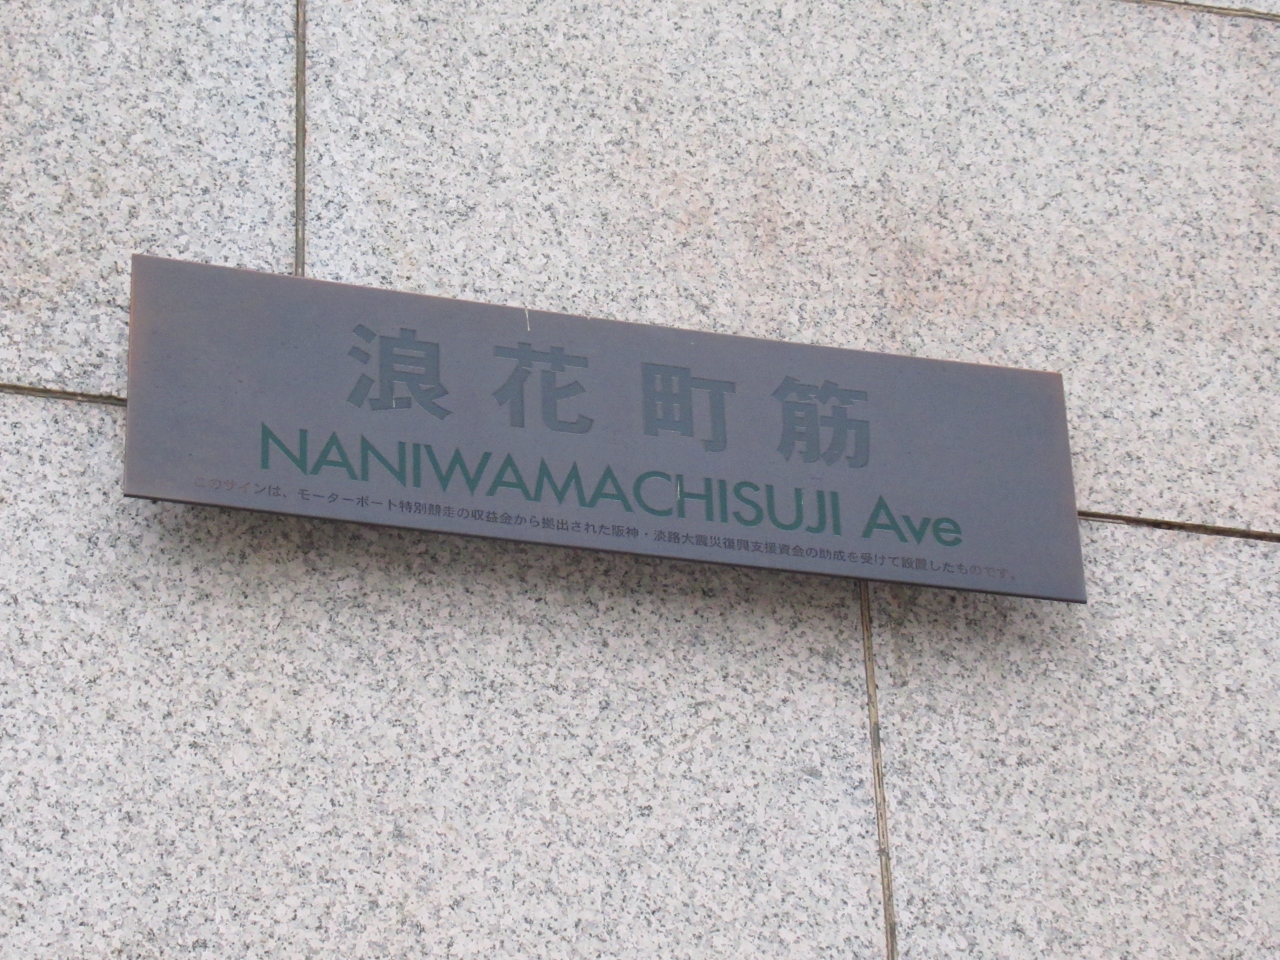 浪花町筋
NANIWAMACHISUJI Ave
このサインは、モーターボート特別競走の収益金から拠出された阪神・淡路大震災復興支援資金の助成を受けて設置したものです。